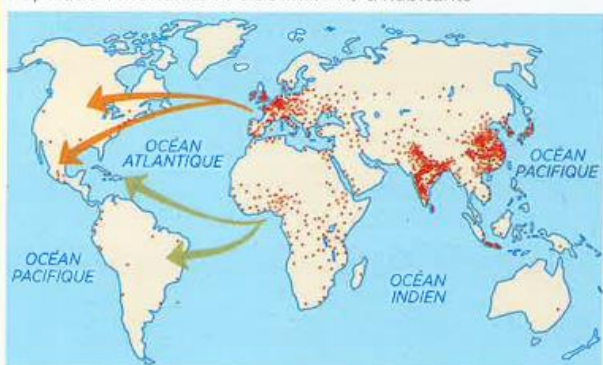 OCÉAN
ATLANTIQUE
OCÉAN
PACIFIQUE
OCÉAN
PACIFIQUE
OCÉAN
INDIEN